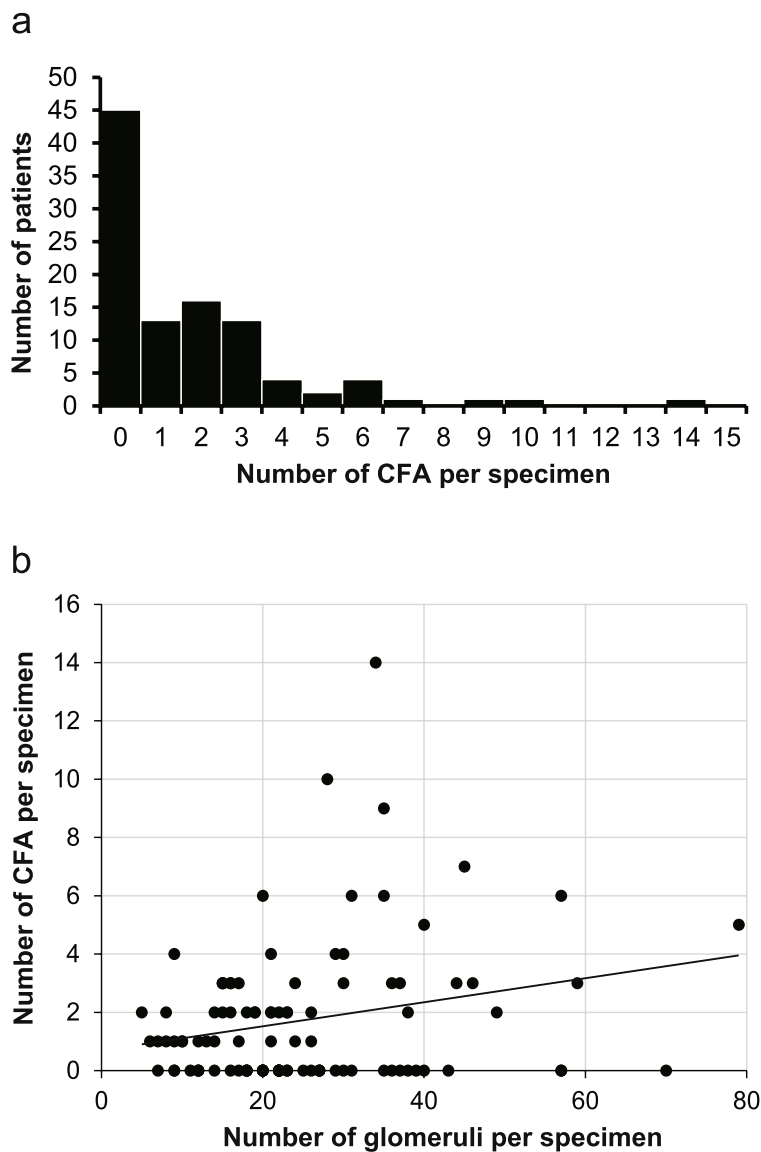 a
50
45
40
35
30
25
20
15
10
5
0
Number of patients
0 1 2 3 4 5 6 7 8 9 10 11 12 13 14 15
Number of CFA per specimen
b
16
14
12
10
8
6
4
2
0
Number of CFA per specimen
0 20 40 60 80
Number of glomeruli per specimen